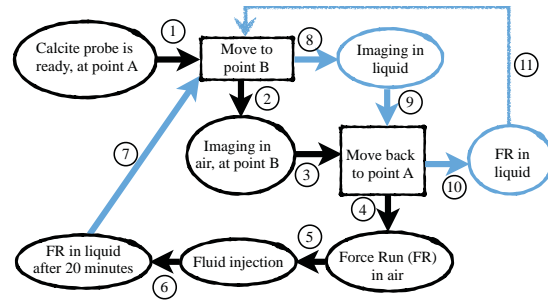 1
Calcite probe is
ready, at point A
Move to
point B
8
Imaging in
liquid
11
2
9
7
Imaging in
air, at point B
3
Move back
to point A
10
FR in
liquid
4
FR in liquid
after 20 minutes
6
Fluid injection
5
Force Run (FR)
in air